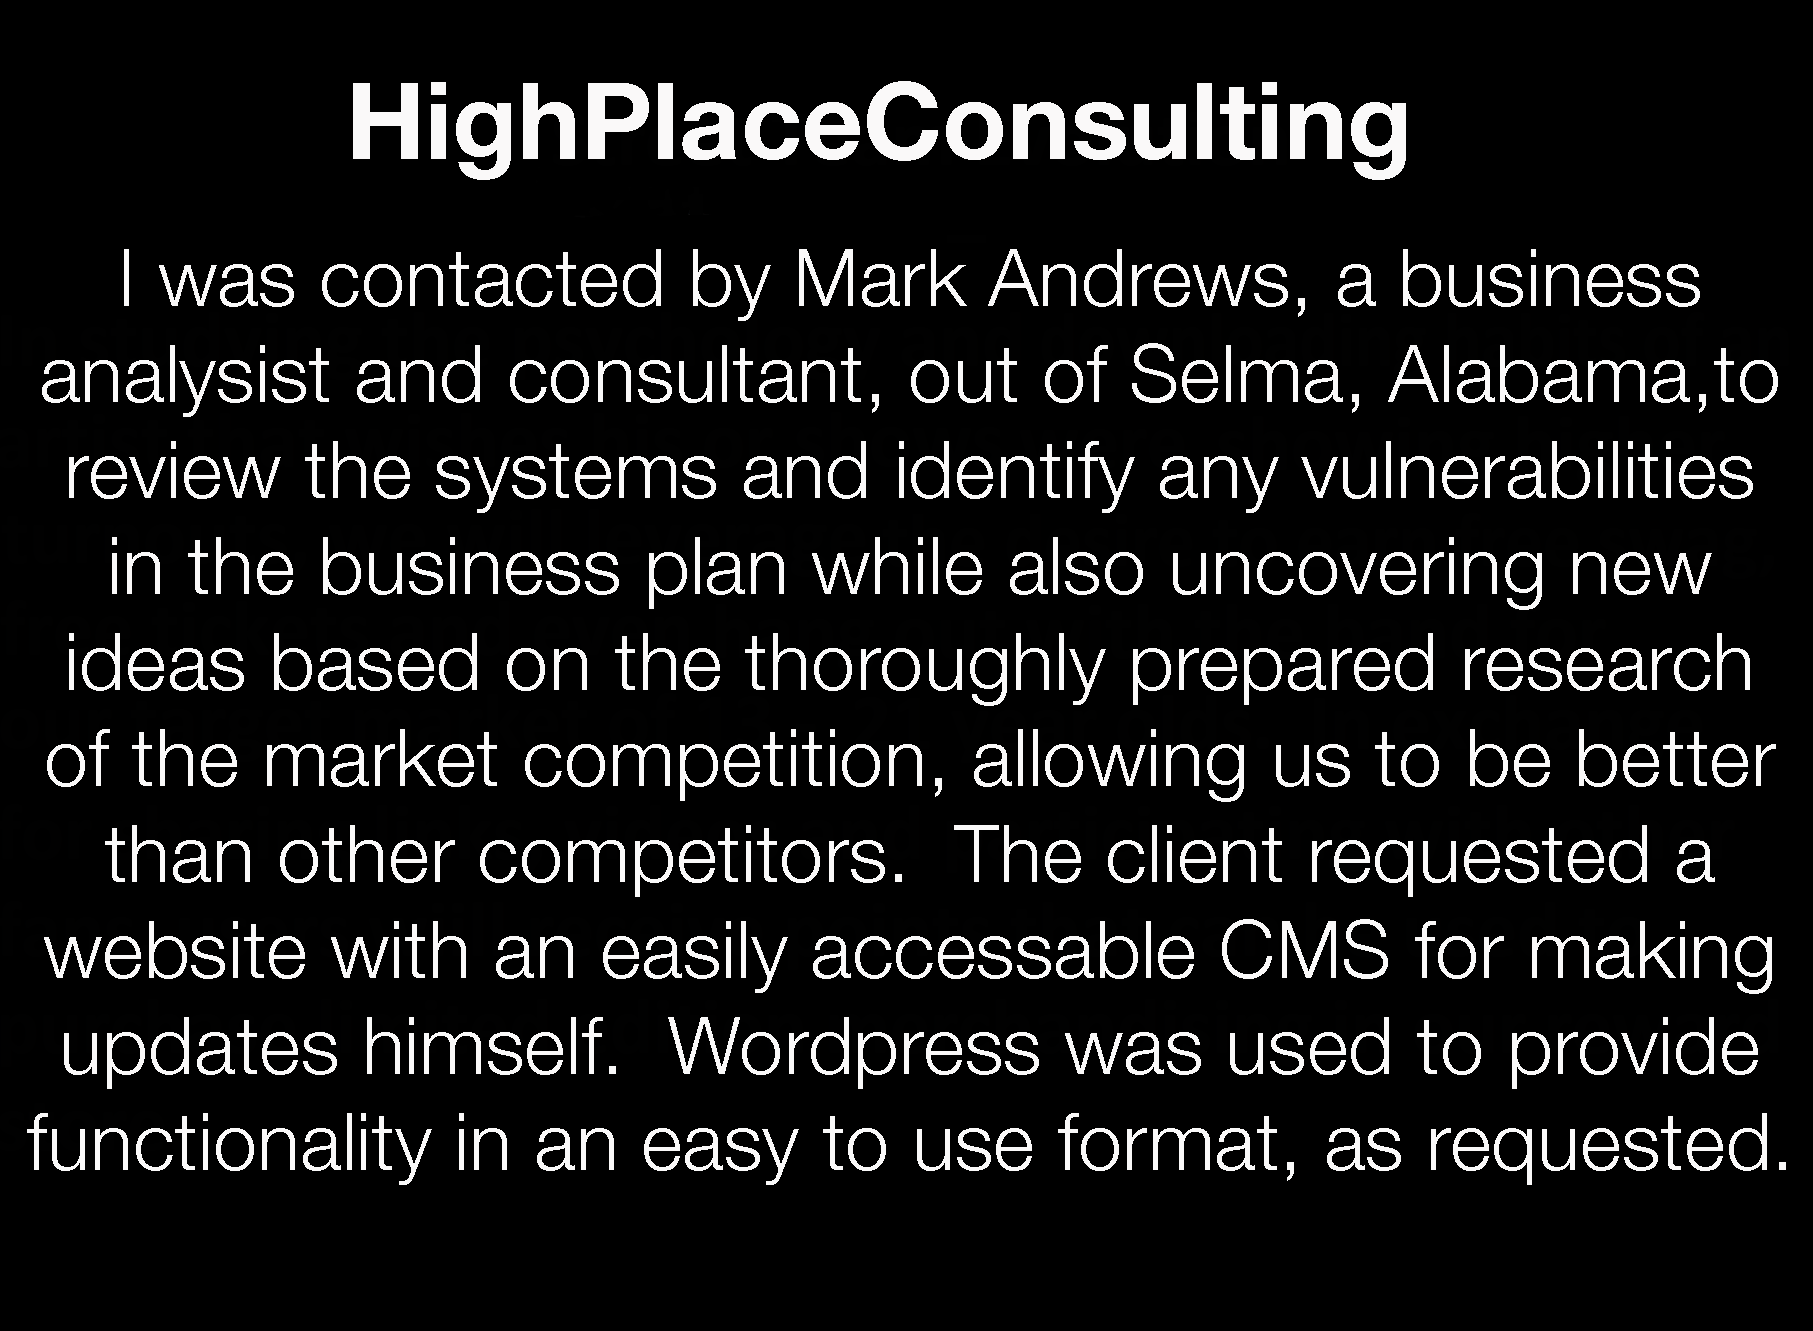 HighPlaceConsulting
I was contacted by Mark Andrews, a business
analysist and consultant, out of Selma, Alabama,to
review the systems and identify any vulnerabilities
in the business plan while also uncovering new
ideas based on the thoroughly prepared research
of the market competition, allowing us to be better
than other competitors.  The client requested a
website with an easily accessable CMS for making
updates himself.  Wordpress was used to provide
functionality in an easy to use format, as requested.